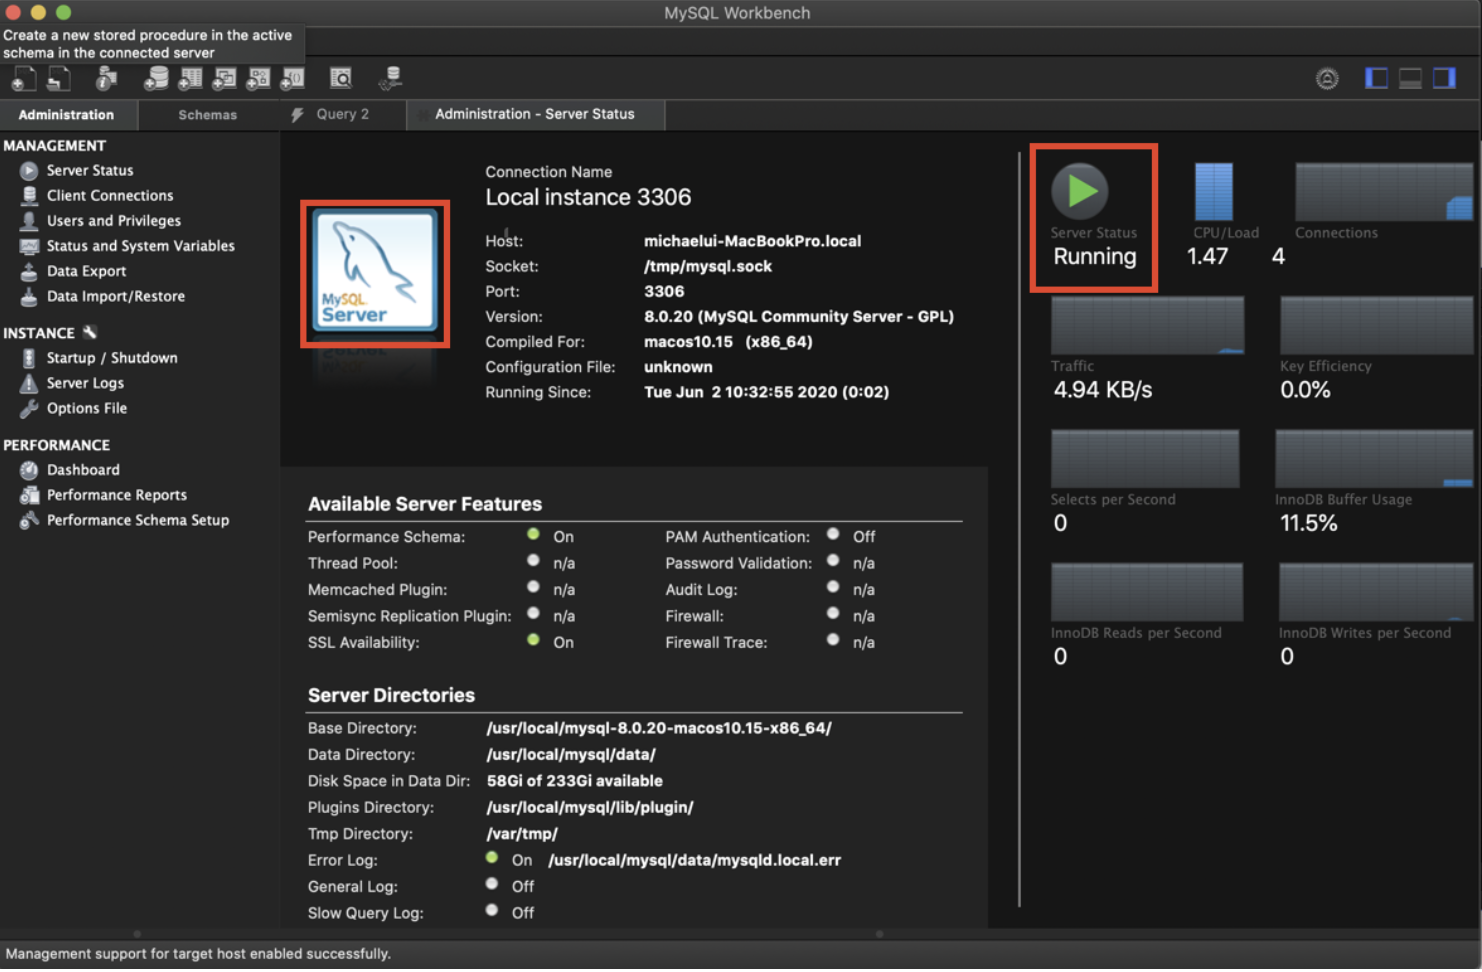 MySQL Workbench
Create a new stored procedure in the active
schema in the connected server
Administration
Schemas
Query 2
Administration - Server Status
MANAGEMENT
Server Status
Client Connections
Users and Privileges
Status and System Variables
Data Export
Data Import/Restore
INSTANCE
Startup / Shutdown
Server Logs
Options File
PERFORMANCE
Dashboard
Performance Reports
Performance Schema Setup
MySQL
Server
Connection Name
Local instance 3306
Host: michaelui-MacBookPro.local
Socket: /tmp/mysql.sock
Port: 3306
Version: 8.0.20 (MySQL Community Server - GPL)
Compiled For: macos10.15 (x86_64)
Configuration File: unknown
Running Since: Tue Jun 2 10:32:55 2020 (0:02)
Available Server Features
Performance Schema: On PAM Authentication: Off
Thread Pool: n/a Password Validation: n/a
Memcached Plugin: n/a Audit Log: n/a
Semisync Replication Plugin: n/a Firewall: n/a
SSL Availability: On Firewall Trace: n/a
Server Directories
Base Directory: /usr/local/mysql-8.0.20-macos10.15-x86_64/
Data Directory: /usr/local/mysql/data/
Disk Space in Data Dir: 58Gi of 233Gi available
Plugins Directory: /usr/local/mysql/lib/plugin/
Tmp Directory: /var/tmp/
Error Log: On /usr/local/mysql/data/mysqld.local.err
General Log: Off
Slow Query Log: Off
Server Status CPU/Load Connections
Running 1.47 4
Traffic Key Efficiency
4.94 KB/s 0.0%
Selects per Second InnoDB Buffer Usage
0 11.5%
InnoDB Reads per Second InnoDB Writes per Second
0 0
Management support for target host enabled successfully.